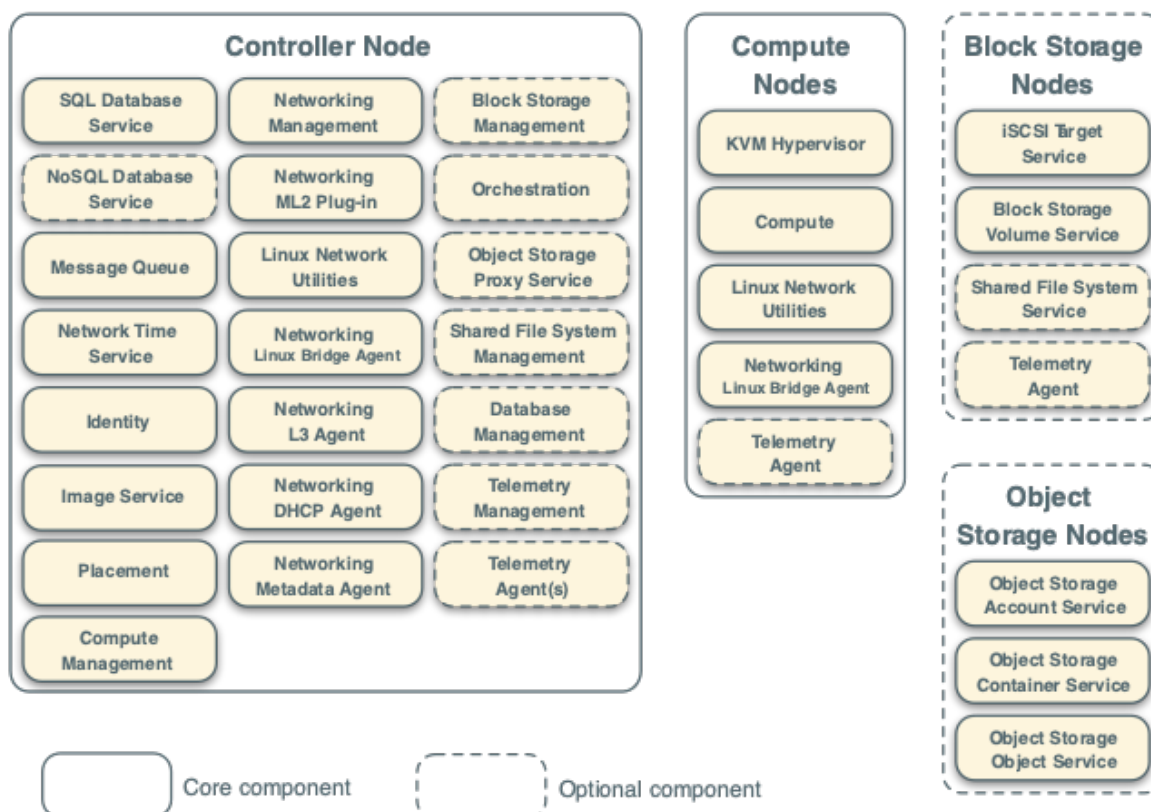 Controller Node
SQL Database
Service
NoSQL Database
Service
Message Queue
Network Time
Service
Identity
Image Service
Placement
Compute
Management
Networking
Management
Networking
ML2 Plug-in
Linux Network
Utilities
Networking
Linux Bridge Agent
Networking
L3 Agent
Networking
DHCP Agent
Networking
Metadata Agent
Block Storage
Management
Orchestration
Object Storage
Proxy Service
Shared File System
Management
Database
Management
Telemetry
Management
Telemetry
Agent(s)
Compute
Nodes
KVM Hypervisor
Compute
Linux Network
Utilities
Networking
Linux Bridge Agent
Telemetry
Agent
Block Storage
Nodes
iSCSI Target
Service
Block Storage
Volume Service
Shared File System
Service
Telemetry
Agent
Object
Storage Nodes
Object Storage
Account Service
Object Storage
Container Service
Object Storage
Object Service
Core component
Optional component